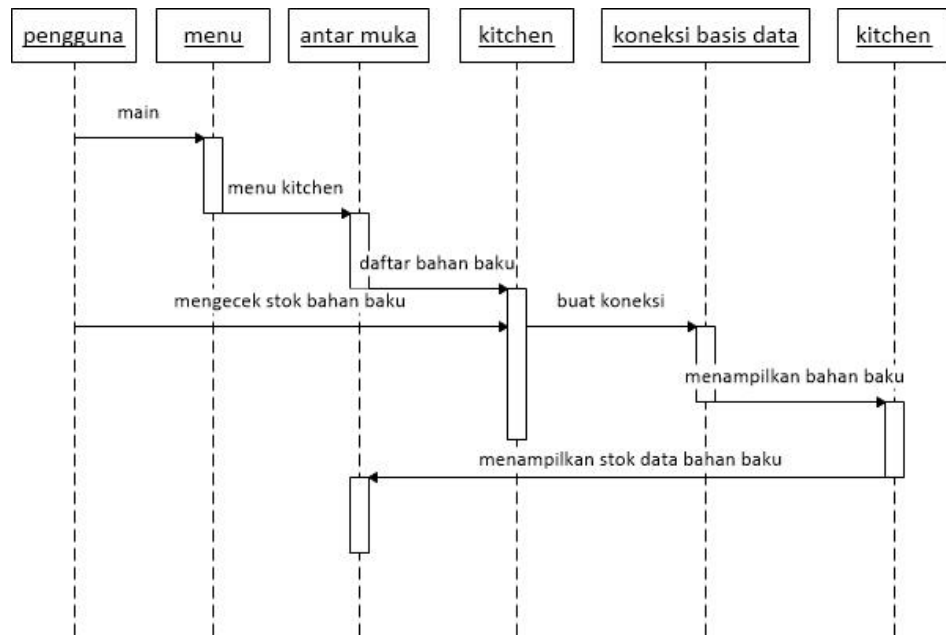 pengguna
menu
antar muka
kitchen
koneksi basis data
kitchen
main
menu kitchen
daftar bahan baku
mengecek stok bahan baku
buat koneksi
menampilkan bahan baku
menampilkan stok data bahan baku